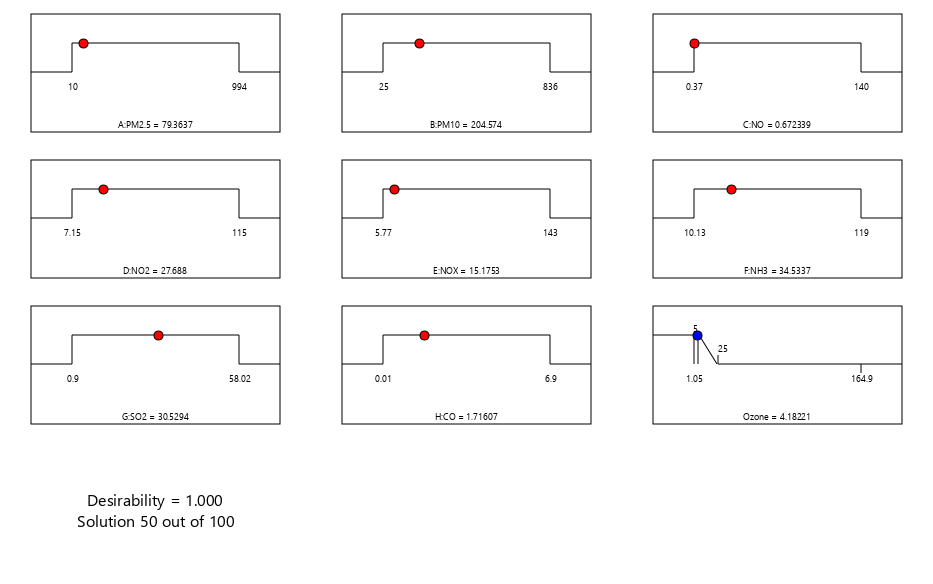 10 994
A:PM2.5 = 79.3637
25 836
B:PM10 = 204.574
0.37 140
C:NO = 0.672339
7.15 115
D:NO2 = 27.688
5.77 143
E:NOX = 15.1753
10.13 119
F:NH3 = 34.5337
0.9 58.02
G:SO2 = 30.5294
0.01 6.9
H:CO = 1.71607
5
25
1.05 164.9
Ozone = 4.18221
Desirability = 1.000
Solution 50 out of 100